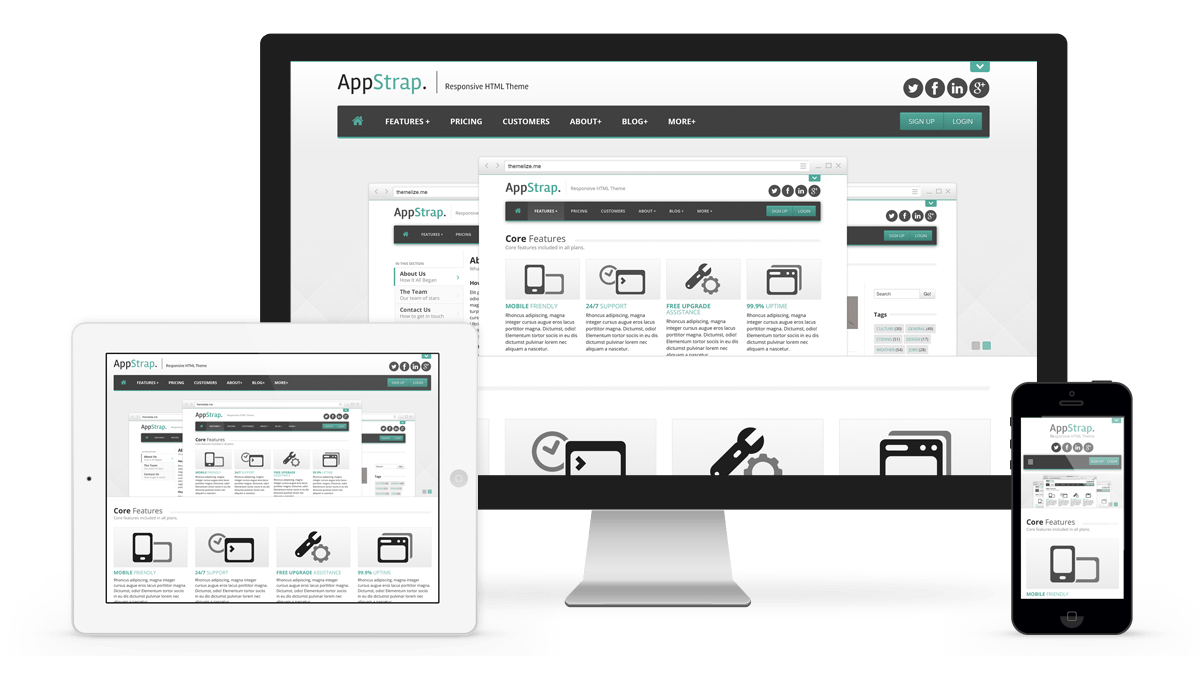 AppStrap.
Responsive HTML Theme
FEATURES + PRICING CUSTOMERS ABOUT+ BLOG+ MORE+ SIGN UP LOGIN
themelize.me
AppStrap. Responsive HTML Theme
FEATURES + PRICING CUSTOMERS ABOUT + BLOG + MORE + SIGN UP LOGIN
Core Features
Core features included in all plans.
MOBILE FRIENDLY
Rhoncus adipiscing, magna
integer cursus augue eros
lacus porttitor magna.
Dictumst, odio! Elementum
tortor sociis in eu dis
dictumst pulvinar lorem nec
aliquam a nascetur.
24/7 SUPPORT
Rhoncus adipiscing, magna
integer cursus augue eros
lacus porttitor magna.
Dictumst, odio! Elementum
tortor sociis in eu dis
dictumst pulvinar lorem nec
aliquam a nascetur.
FREE UPGRADE
ASSISTANCE
Rhoncus adipiscing, magna
integer cursus augue eros
lacus porttitor magna.
Dictumst, odio!
Elementum tortor sociis in eu dis
dictumst pulvinar lorem nec
aliquam a nascetur.
99.9% UPTIME
Rhoncus adipiscing, magna
integer cursus augue eros
lacus porttitor magna.
Dictumst, odio! Elementum
tortor sociis in eu dis
dictumst pulvinar lorem nec
aliquam a nascetur.
themelize.me
AppStrap. Responsive
FEATURES + PRICING
IN THIS SECTION
About Us
How It All Began
The Team
Our team of stars
Contact Us
How to get in touch
SIGN UP LOGIN
Search Go!
Tags
CULTURE (30) GENERAL (49)
CODING (51) DESIGN (17)
WEATHER (54) JOBS (28)
AppStrap. Responsive HTML Theme
FEATURES + PRICING CUSTOMERS ABOUT+ BLOG+ MORE+ SIGN UP LOGIN
AppStrap.
Core Features
Core Features
Core features included in all plans.
MOBILE FRIENDLY
Rhoncus adipiscing, magna integer
cursus augue eros lacus porttitor magna.
Dictumst, odio! Elementum tortor sociis
in eu dis dictumst pulvinar lorem nec
aliquam a nascetur.
24/7 SUPPORT
Rhoncus adipiscing, magna integer
cursus augue eros lacus porttitor magna.
Dictumst, odio! Elementum tortor sociis
in eu dis dictumst pulvinar lorem nec
aliquam a nascetur.
FREE UPGRADE ASSISTANCE
Rhoncus adipiscing, magna integer
cursus augue eros lacus porttitor magna.
Dictumst, odio! Elementum tortor sociis
in eu dis dictumst pulvinar lorem nec
aliquam a nascetur.
99.9% UPTIME
Rhoncus adipiscing, magna integer
cursus augue eros lacus porttitor magna.
Dictumst, odio! Elementum tortor sociis
in eu dis dictumst pulvinar lorem nec
aliquam a nascetur.
AppStrap.
Responsive HTML Theme
SIGN UP LOGIN
Core Features
Core features included in all plans.
MOBILE FRIENDLY